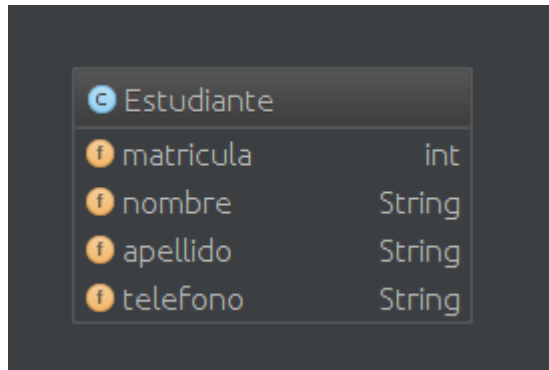 C Estudiante
f matricula int
f nombre String
f apellido String
f telefono String